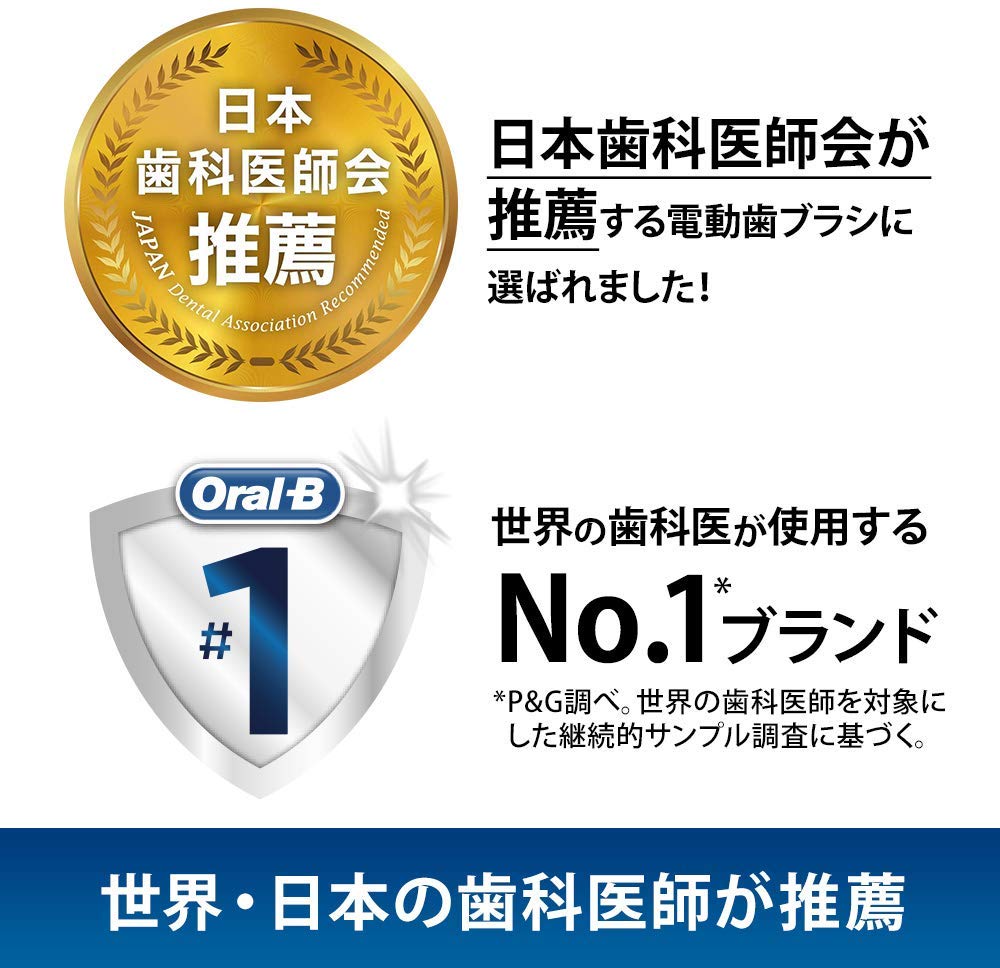 日本
歯科医師会
推薦
JAPAN Dental Association Recommended
日本歯科医師会が
推薦する電動歯ブラシに
選ばれました!
Oral-B
#1
世界の歯科医が使用する
No.1*ブランド
*P&G調べ。世界の歯科医師を対象に
した継続的サンプル調査に基づく。
世界・日本の歯科医師が推薦